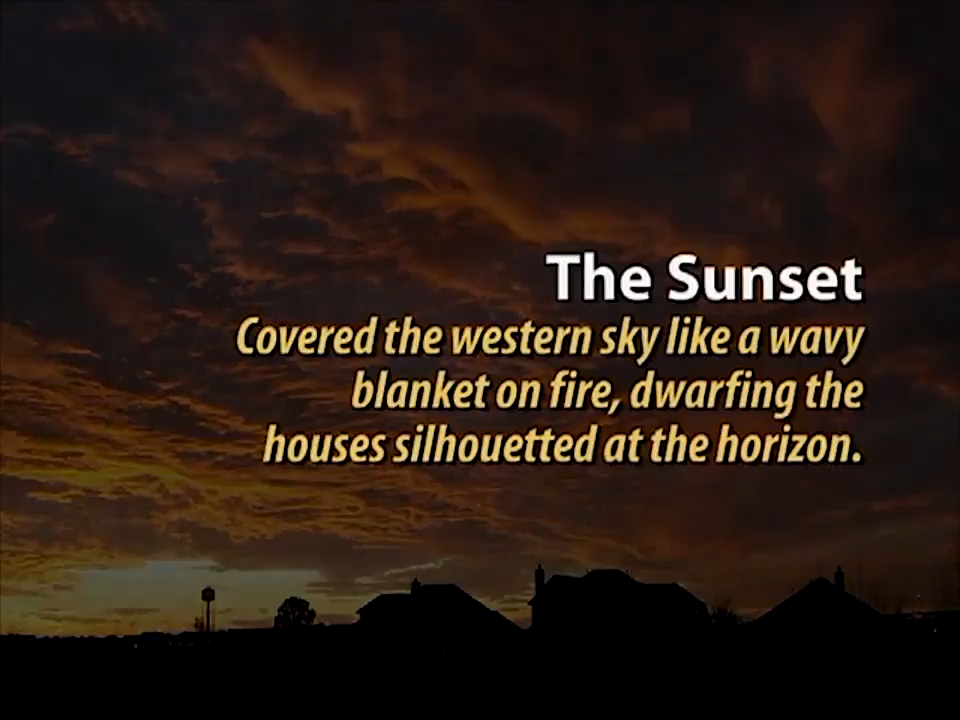 The Sunset
Covered the western sky like a wavy
blanket on fire, dwarfing the
houses silhouetted at the horizon.